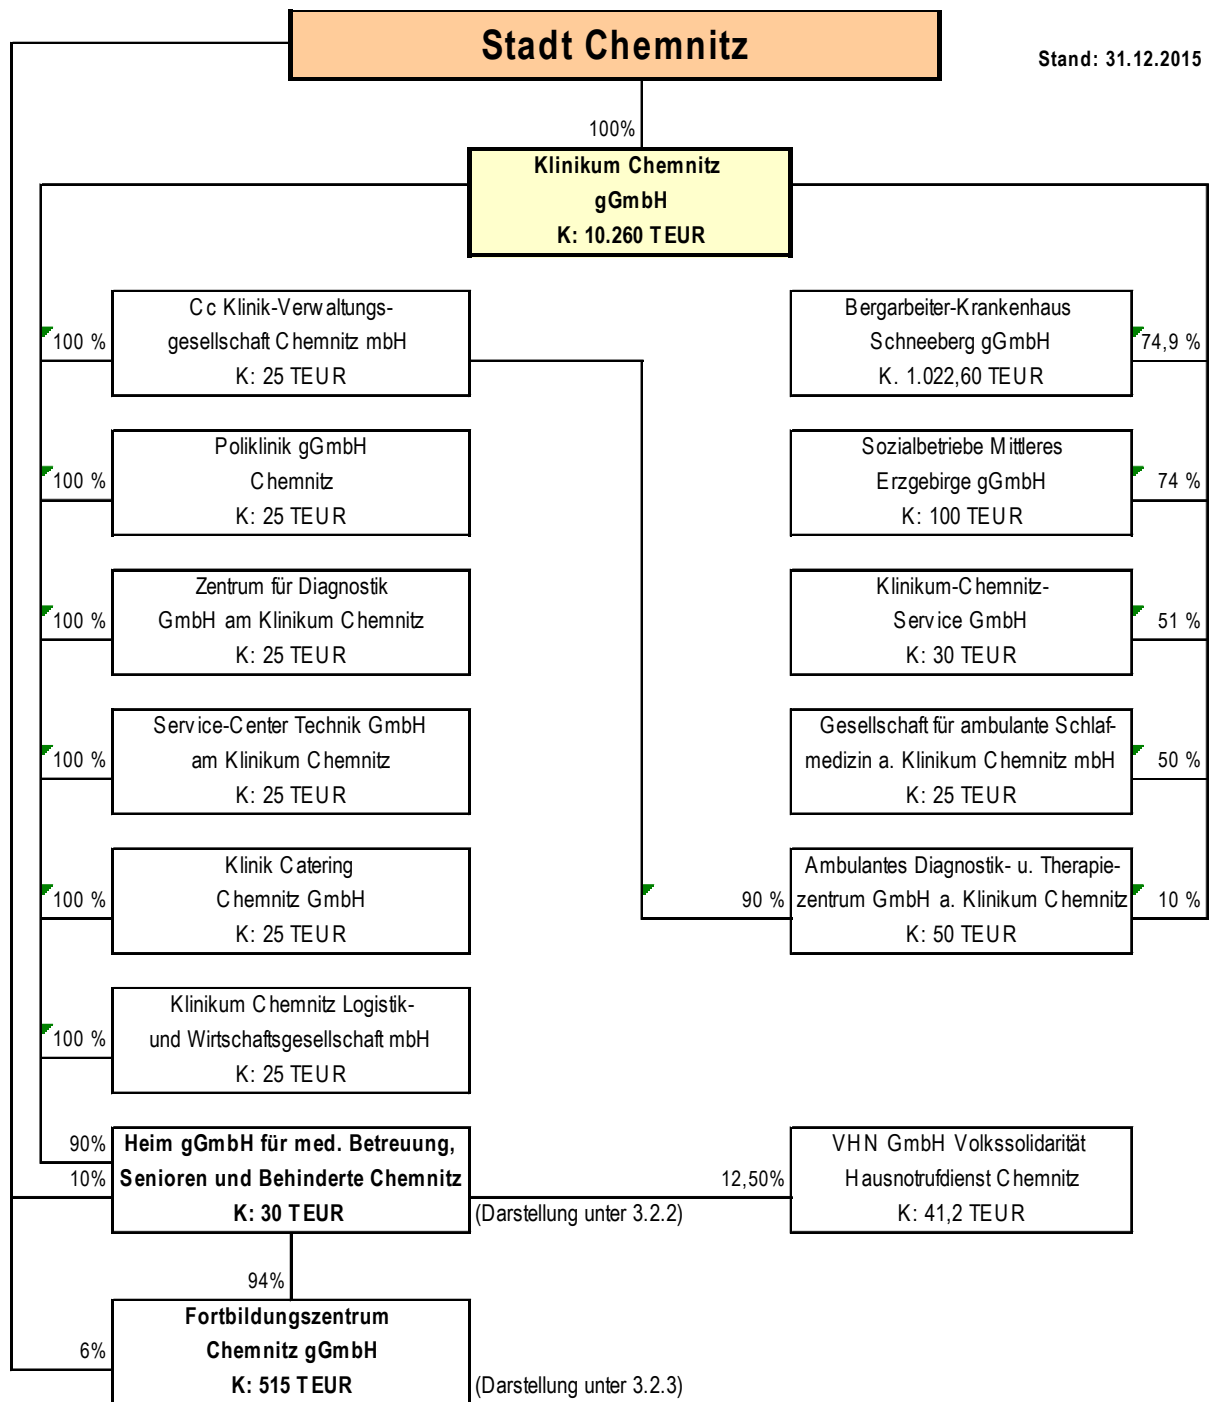 Stadt Chemnitz
Stand: 31.12.2015
100%
Klinikum Chemnitz
gGmbH
K: 10.260 TEUR
100 %
Cc Klinik-Verwaltungs-
gesellschaft Chemnitz mbH
K: 25 TEUR
Bergarbeiter-Krankenhaus
Schneeberg gGmbH
K. 1.022,60 TEUR
74,9 %
100 %
Poliklinik gGmbH
Chemnitz
K: 25 TEUR
Sozialbetriebe Mittleres
Erzgebirge gGmbH
K: 100 TEUR
74 %
100 %
Zentrum für Diagnostik
GmbH am Klinikum Chemnitz
K: 25 TEUR
Klinikum-Chemnitz-
Service GmbH
K: 30 TEUR
51 %
100 %
Service-Center Technik GmbH
am Klinikum Chemnitz
K: 25 TEUR
Gesellschaft für ambulante Schlaf-
medizin a. Klinikum Chemnitz mbH
K: 25 TEUR
50 %
100 %
Klinik Catering
Chemnitz GmbH
K: 25 TEUR
90 %
Ambulantes Diagnostik- u. Therapie-
zentrum GmbH a. Klinikum Chemnitz
K: 50 TEUR
10 %
100 %
Klinikum Chemnitz Logistik-
und Wirtschaftsgesellschaft mbH
K: 25 TEUR
90%
10%
Heim gGmbH für med. Betreuung,
Senioren und Behinderte Chemnitz
K: 30 TEUR
(Darstellung unter 3.2.2)
12,50%
VHN GmbH Volkssolidarität
Hausnotrufdienst Chemnitz
K: 41,2 TEUR
94%
6%
Fortbildungszentrum
Chemnitz gGmbH
K: 515 TEUR
(Darstellung unter 3.2.3)